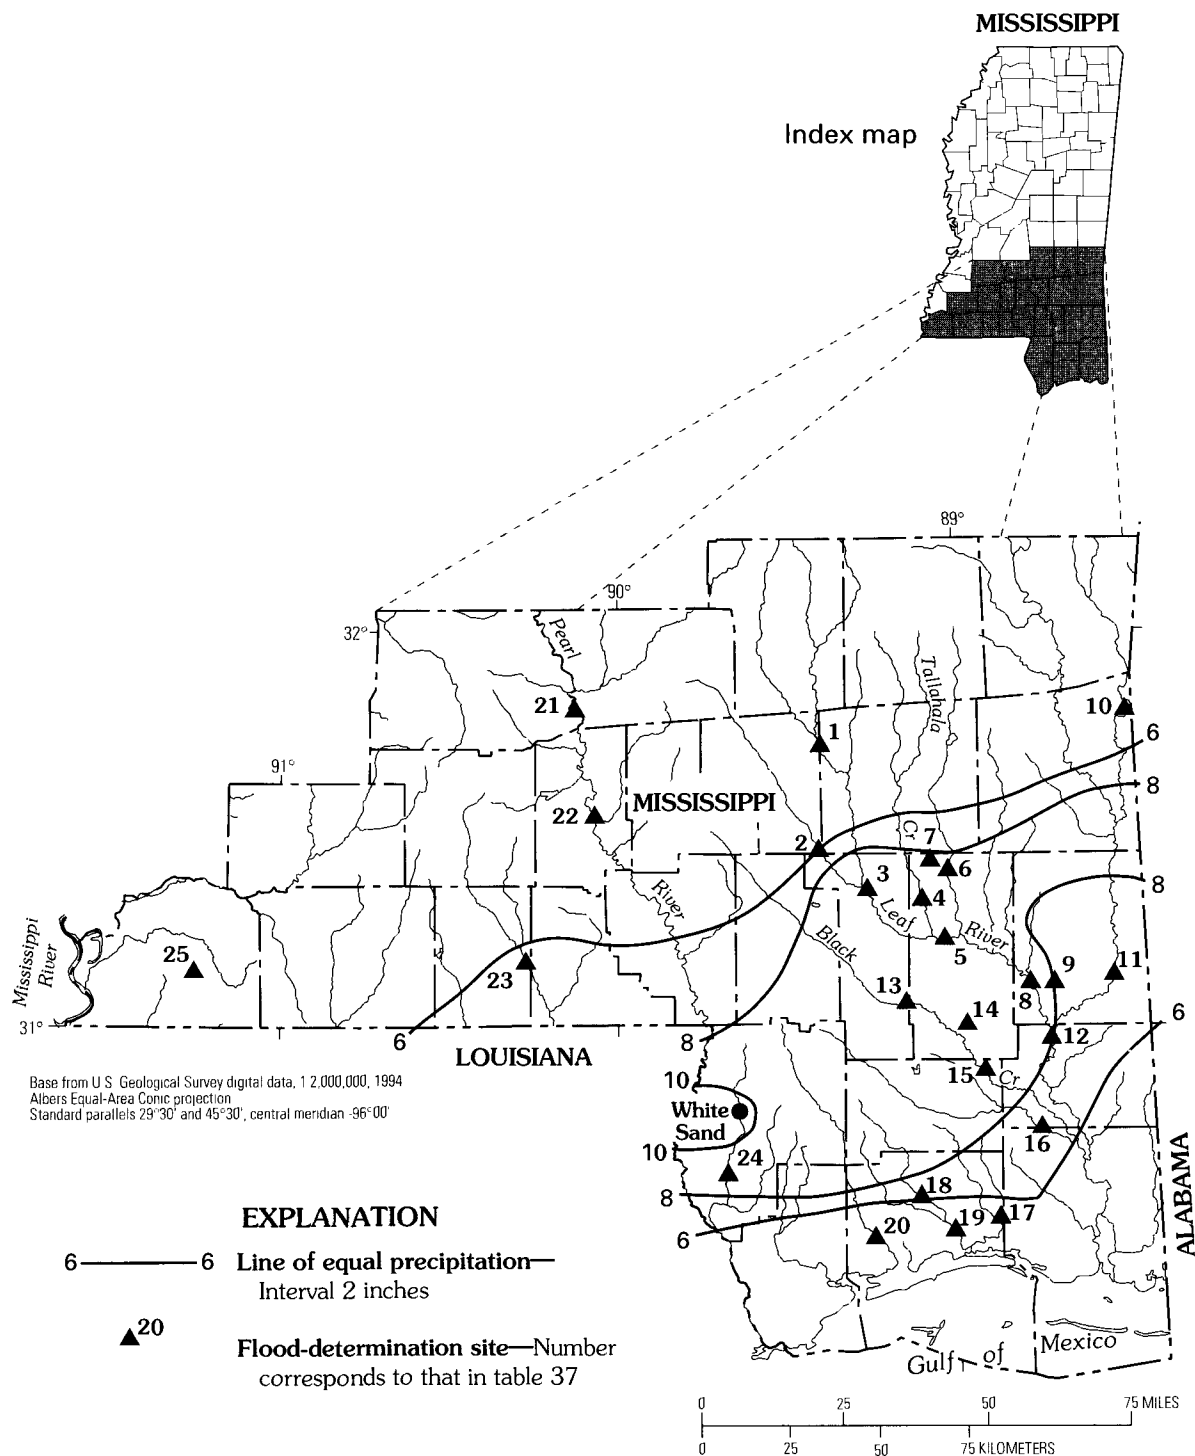 MISSISSIPPI
Index map
89°
90°
32°
Pearl
Tallahala
21
10
1
6
91°
8
MISSISSIPPI
22
Cr
7
2
6
3
8
River
4
Leaf
Mississippi
River
Black
River
25
5
23
9
11
13
8
14
6
31°
12
6
8
LOUISIANA
15
Cr
Base from U S Geological Survey digital data, 1 2,000,000, 1994
Albers Equal-Area Conic projection
Standard parallels 29°30' and 45°30', central meridian -96°00'
10
White
Sand
16
10
24
ALABAMA
8
18
EXPLANATION
6
20
19
17
6 6 Line of equal precipitation—
Interval 2 inches
20
Flood-determination site—Number
corresponds to that in table 37
Gulf of Mexico
0 25 50 75 MILES
0 25 50 75 KILOMETERS